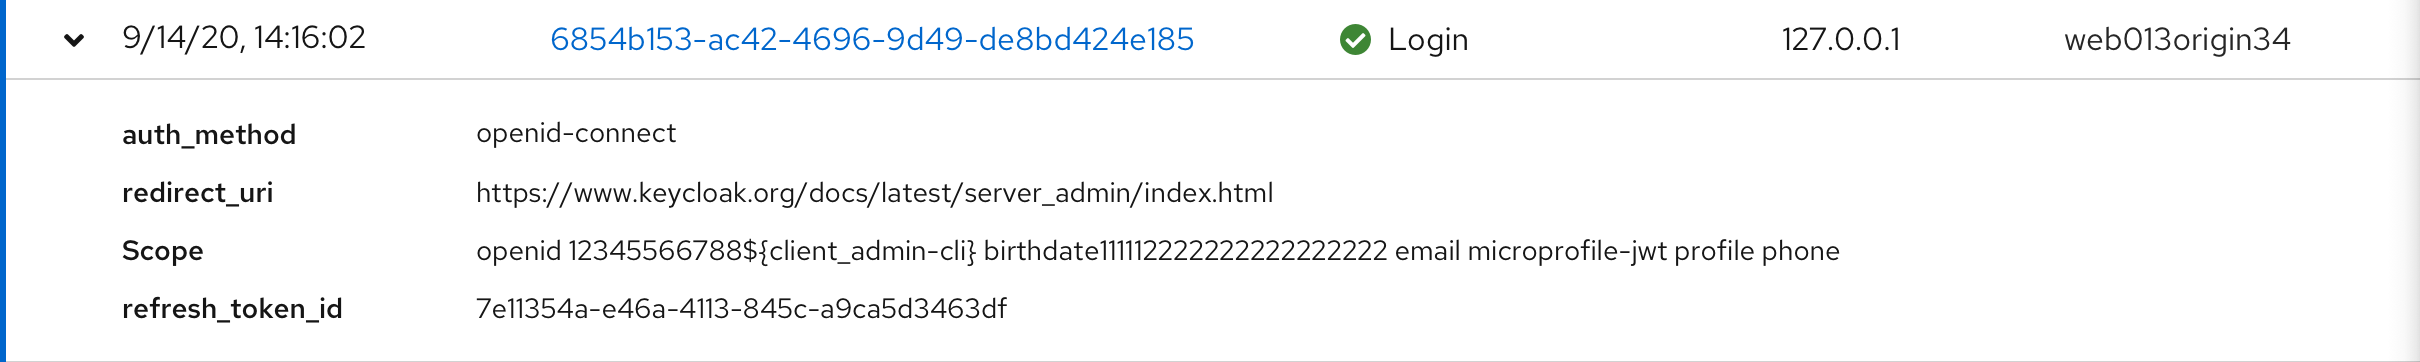 9/14/20, 14:16:02 6854b153-ac42-4696-9d49-de8bd424e185 Login 127.0.0.1 web013origin34
auth_method openid-connect
redirect_uri https://www.keycloak.org/docs/latest/server_admin/index.html
Scope openid 12345566788${client_admin-cli} birthdate111111222222222222222222 email microprofile-jwt profile phone
refresh_token_id 7e11354a-e46a-4113-845c-a9ca5d3463df